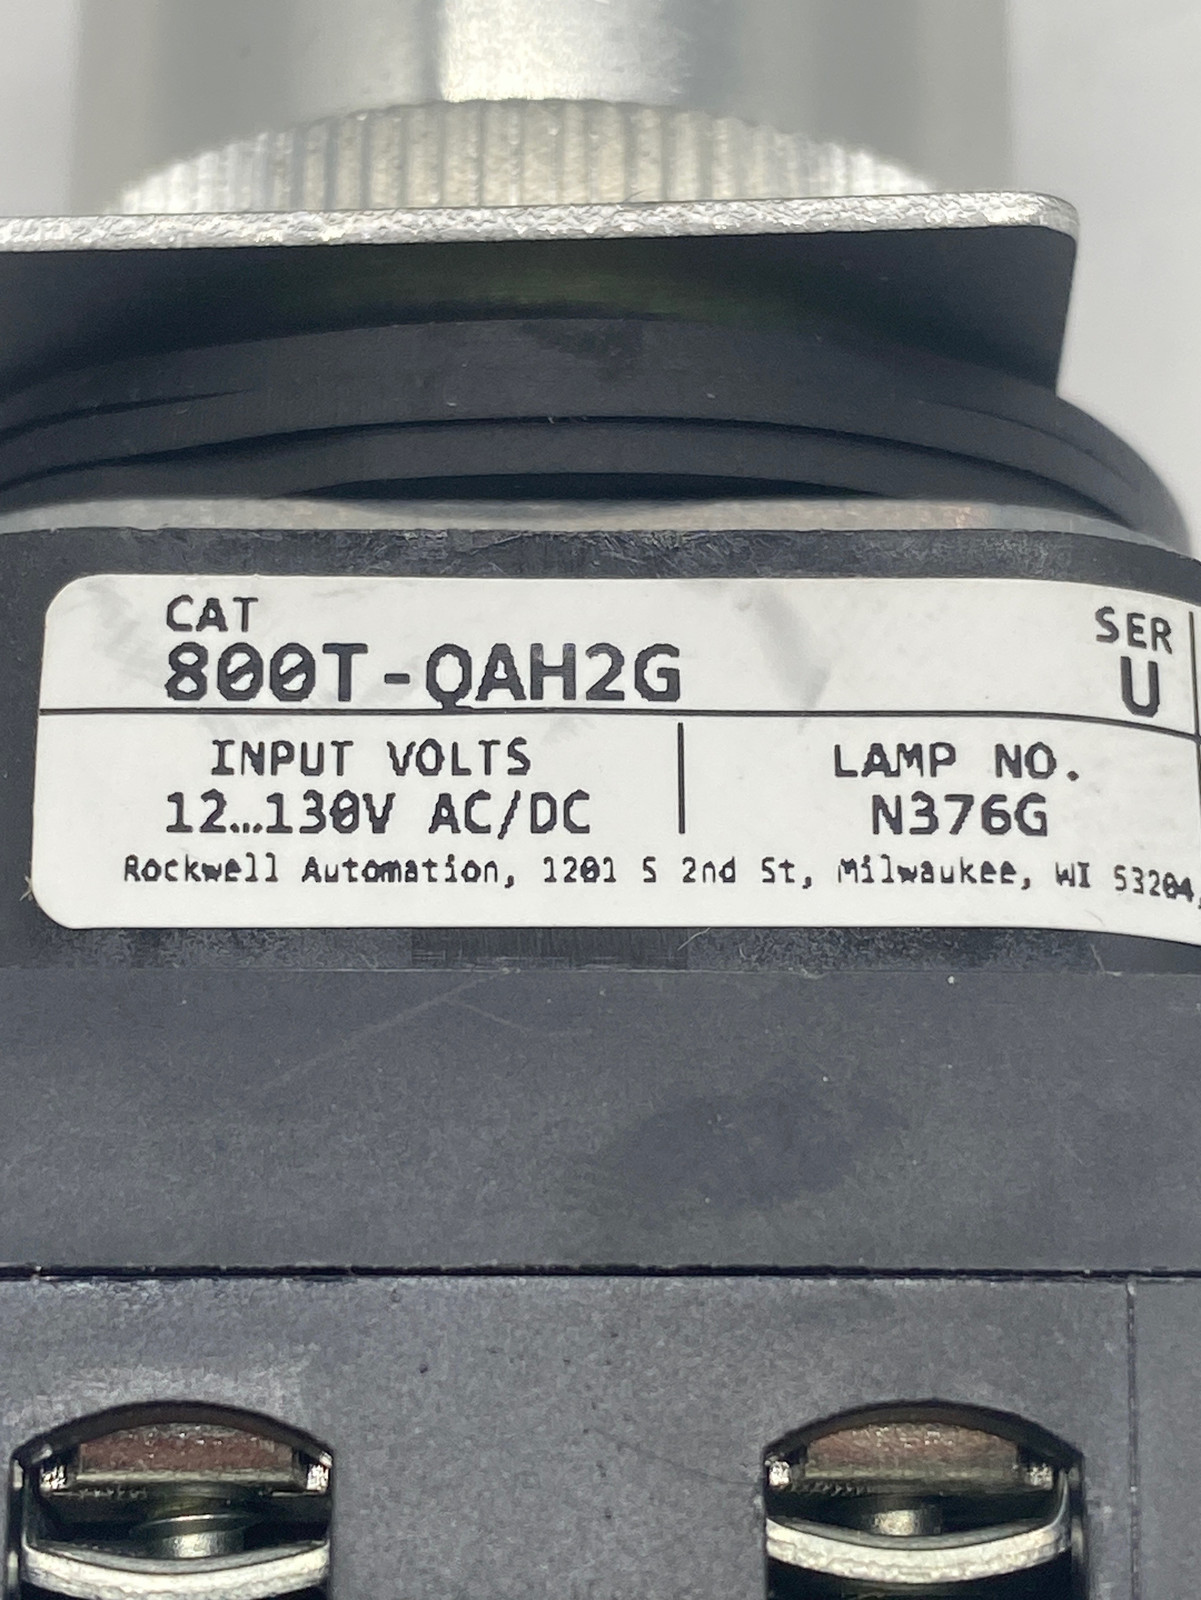 CAT
800T-QAH2G
SER
U
INPUT VOLTS
12…130V AC/DC
LAMP NO.
N376G
Rockwell Automation, 1201 S 2nd St, Milwaukee, WI 53204,